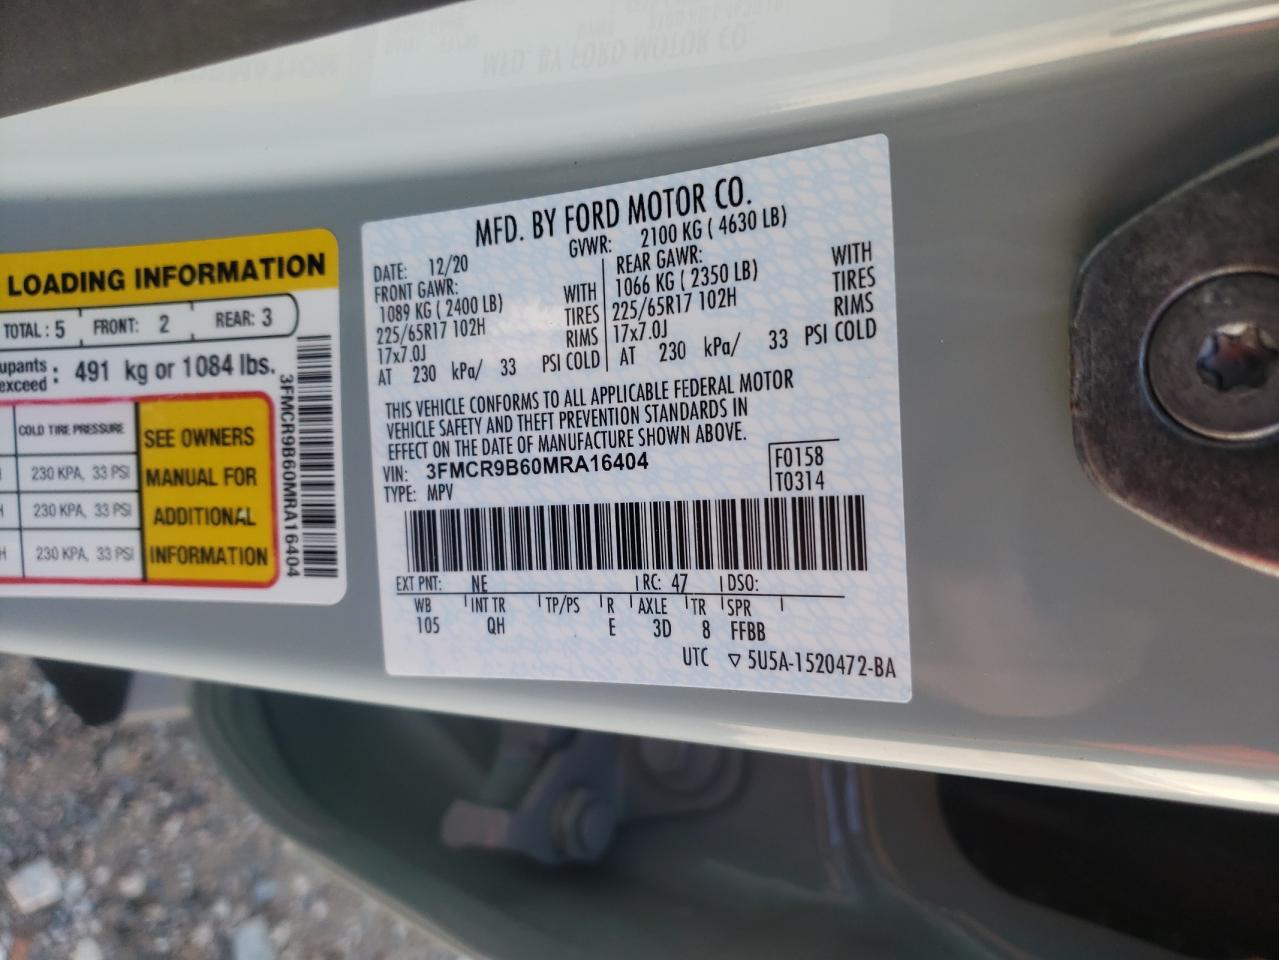 LOADING INFORMATION
TOTAL: 5 FRONT: 2 REAR: 3
upants
exceed : 491 kg or 1084 lbs.
COLD TIRE PRESSURE
230 KPA, 33 PSI
230 KPA, 33 PSI
230 KPA, 33 PSI
SEE OWNERS
MANUAL FOR
ADDITIONAL
INFORMATION
3FMCR9B60MRA16404
MFD. BY FORD MOTOR CO.
DATE: 12/20 GVWR: 2100 KG ( 4630 LB)
FRONT GAWR: REAR GAWR:
1089 KG ( 2400 LB) WITH 1066 KG ( 2350 LB) WITH
225/65R17 102H TIRES 225/65R17 102H TIRES
17x7.0J RIMS 17x7.0J RIMS
AT 230 kPa/ 33 PSI COLD AT 230 kPa/ 33 PSI COLD
THIS VEHICLE CONFORMS TO ALL APPLICABLE FEDERAL MOTOR
VEHICLE SAFETY AND THEFT PREVENTION STANDARDS IN
EFFECT ON THE DATE OF MANUFACTURE SHOWN ABOVE.
VIN: 3FMCR9B60MRA16404 F0158
TYPE: MPV T0314
EXT PNT: NE RC: 47 DSO:
WB INT TR TP/PS R AXLE TR SPR
105 QH E 3D 8 FFBB
UTC ▽ 5U5A-1520472-BA